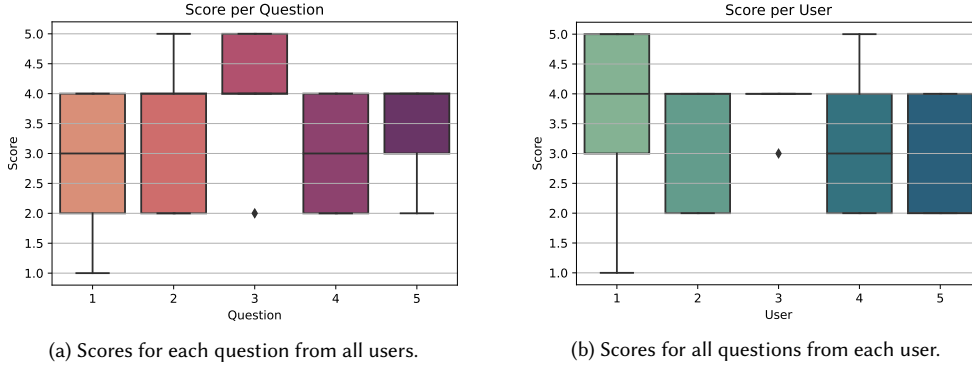 Score per Question
5.0
4.5
4.0
3.5
3.0
2.5
2.0
1.5
1.0
Score
1 2 3 4 5
Question
(a) Scores for each question from all users.
Score per User
5.0
4.5
4.0
3.5
3.0
2.5
2.0
1.5
1.0
Score
1 2 3 4 5
User
(b) Scores for all questions from each user.